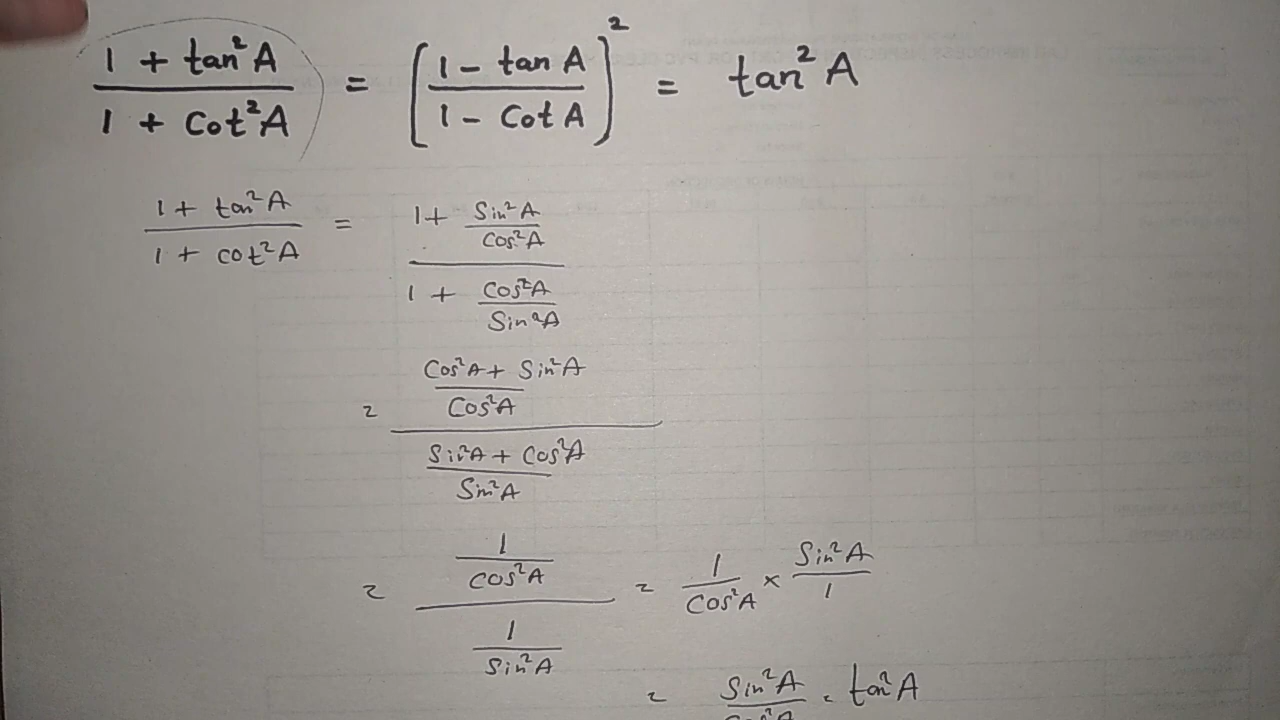 1 + tan²A / 1 + Cot²A = [1 - tan A / 1 - Cot A]² = tan²A
1 + tan²A / 1 + cot²A = 1 + Sin²A/Cos²A / 1 + Cos²A/Sin²A
= Cos²A + Sin²A/Cos²A / Sin²A + Cos²A/Sin²A
= 1/Cos²A / 1/Sin²A = 1/Cos²A × Sin²A/1
= Sin²A/Cos²A = tan²A